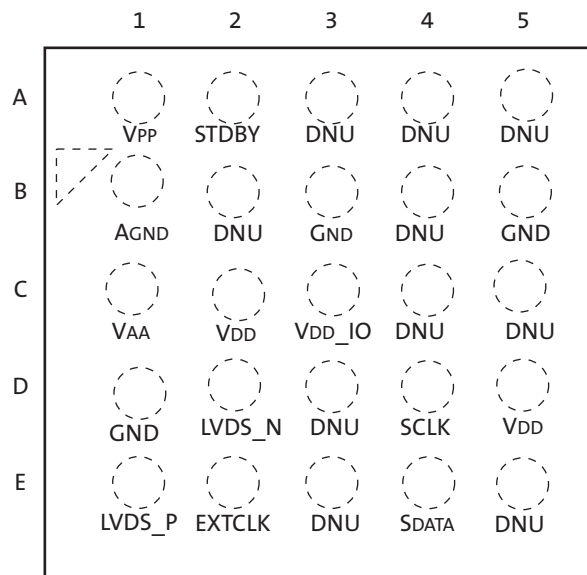 1 2 3 4 5
A
VPP STDBY DNU DNU DNU
B
AGND DNU GND DNU GND
C
VAA VDD VDD_IO DNU DNU
D
GND LVDS_N DNU SCLK VDD
E
LVDS_P EXTCLK DNU SDATA DNU